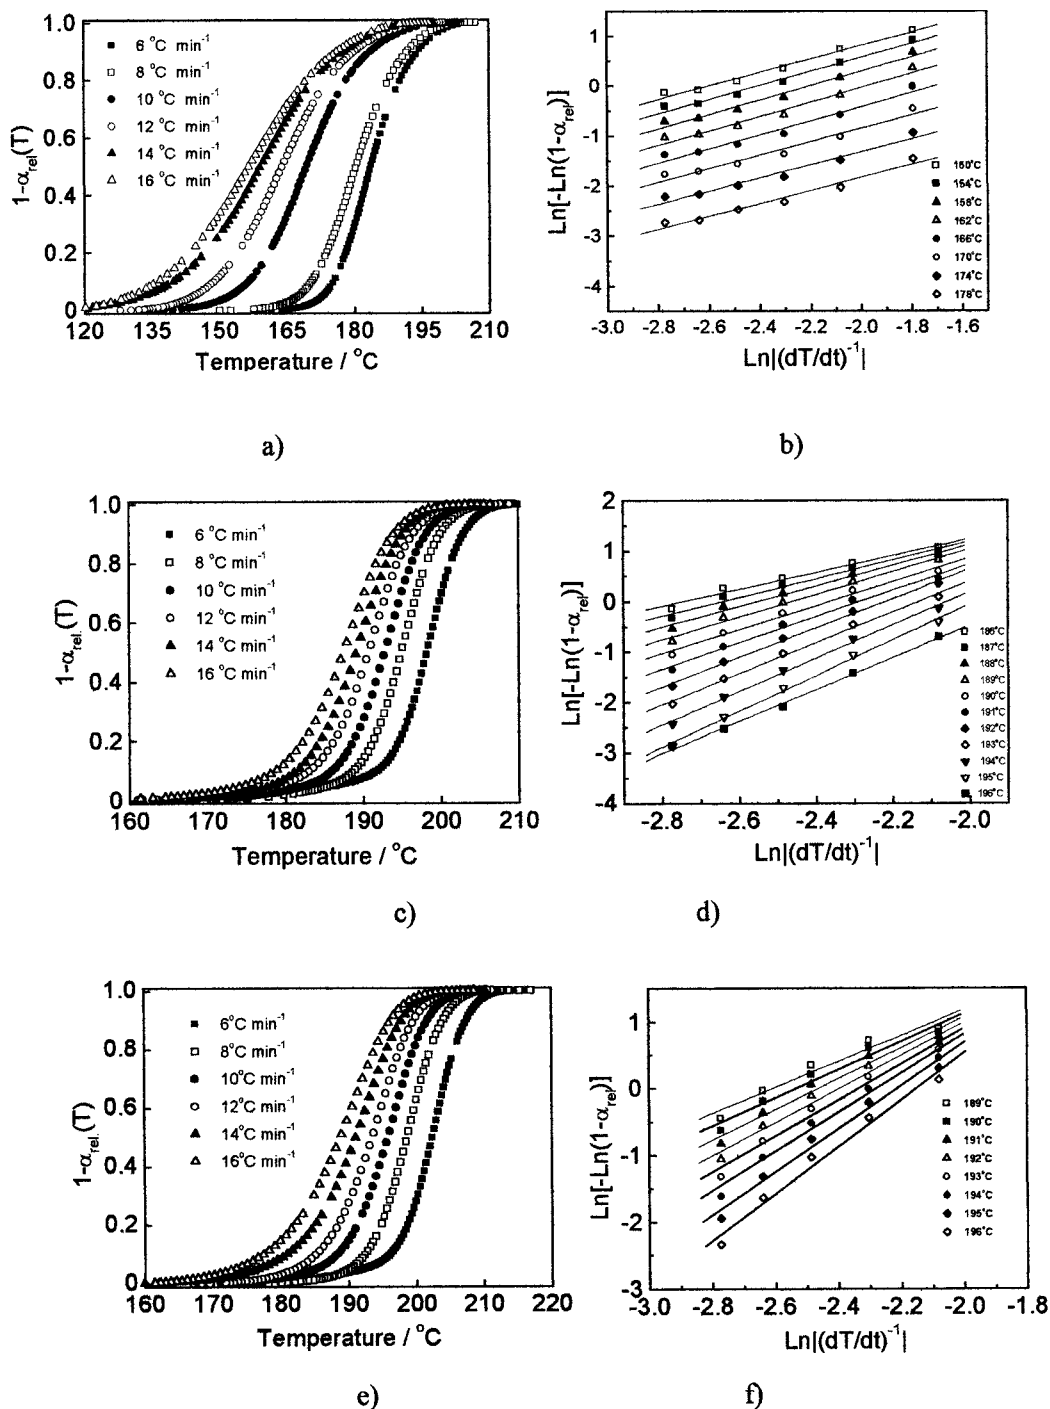 1-αrel(T)
1.0
0.8
0.6
0.4
0.2
0
6 °C min-1
8 °C min-1
10 °C min-1
12 °C min-1
14 °C min-1
16 °C min-1
120 135 150 165 180 195 210
Temperature / °C
a)
Ln[-Ln(1-αrel)]
1
0
-1
-2
-3
-4
150°C
154°C
158°C
162°C
166°C
170°C
174°C
178°C
-3.0 -2.8 -2.6 -2.4 -2.2 -2.0 -1.8 -1.6
Ln|(dT/dt)-1|
b)
1-αrel.(T)
1.0
0.8
0.6
0.4
0.2
0
6 °C min-1
8 °C min-1
10 °C min-1
12 °C min-1
14 °C min-1
16 °C min-1
160 170 180 190 200 210
Temperature / °C
c)
Ln[-Ln(1-αrel)]
2
1
0
-1
-2
-3
-4
186°C
187°C
188°C
189°C
190°C
191°C
192°C
193°C
194°C
195°C
196°C
-2.8 -2.6 -2.4 -2.2 -2.0
Ln|(dT/dt)-1|
d)
1-αrel.(T)
1.0
0.8
0.6
0.4
0.2
0
6°C min-1
8°C min-1
10°C min-1
12°C min-1
14°C min-1
16°C min-1
160 170 180 190 200 210 220
Temperature / °C
e)
Ln[-Ln(1-αrel)]
1
0
-1
-2
-3
189°C
190°C
191°C
192°C
193°C
194°C
195°C
196°C
-3.0 -2.8 -2.6 -2.4 -2.2 -2.0 -1.8
Ln|(dT/dt)-1|
f)